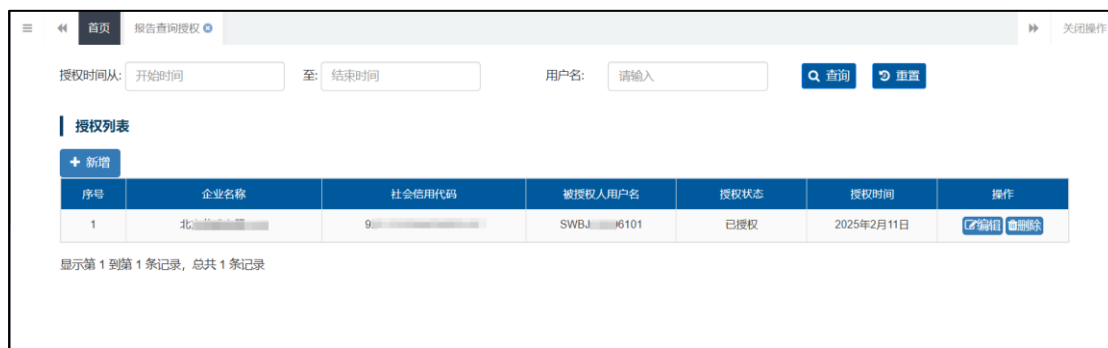 首页 报告查询授权 关闭操作
授权时间从: 开始时间 至: 结束时间 用户名: 请输入 查询 重置
授权列表
+ 新增
序号 企业名称 社会信用代码 被授权人用户名 授权状态 授权时间 操作
1 北 9 SWBJ 6101 已授权 2025年2月11日 编辑 删除
显示第 1 到第 1 条记录，总共 1 条记录